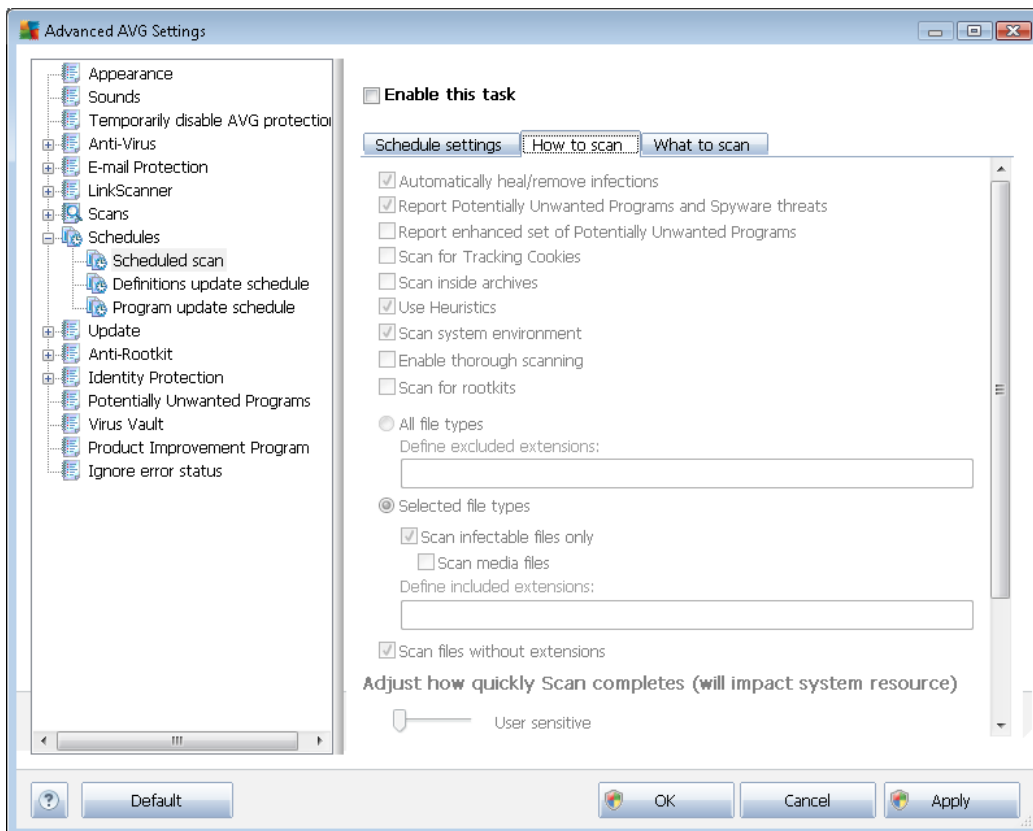 Advanced AVG Settings
Appearance
Sounds
Temporarily disable AVG protection
Anti-Virus
E-mail Protection
LinkScanner
Scans
Schedules
Scheduled scan
Definitions update schedule
Program update schedule
Update
Anti-Rootkit
Identity Protection
Potentially Unwanted Programs
Virus Vault
Product Improvement Program
Ignore error status
Enable this task
Schedule settings How to scan What to scan
Automatically heal/remove infections
Report Potentially Unwanted Programs and Spyware threats
Report enhanced set of Potentially Unwanted Programs
Scan for Tracking Cookies
Scan inside archives
Use Heuristics
Scan system environment
Enable thorough scanning
Scan for rootkits
All file types
Define excluded extensions:
Selected file types
Scan infectable files only
Scan media files
Define included extensions:
Scan files without extensions
Adjust how quickly Scan completes (will impact system resource)
User sensitive
? Default OK Cancel Apply